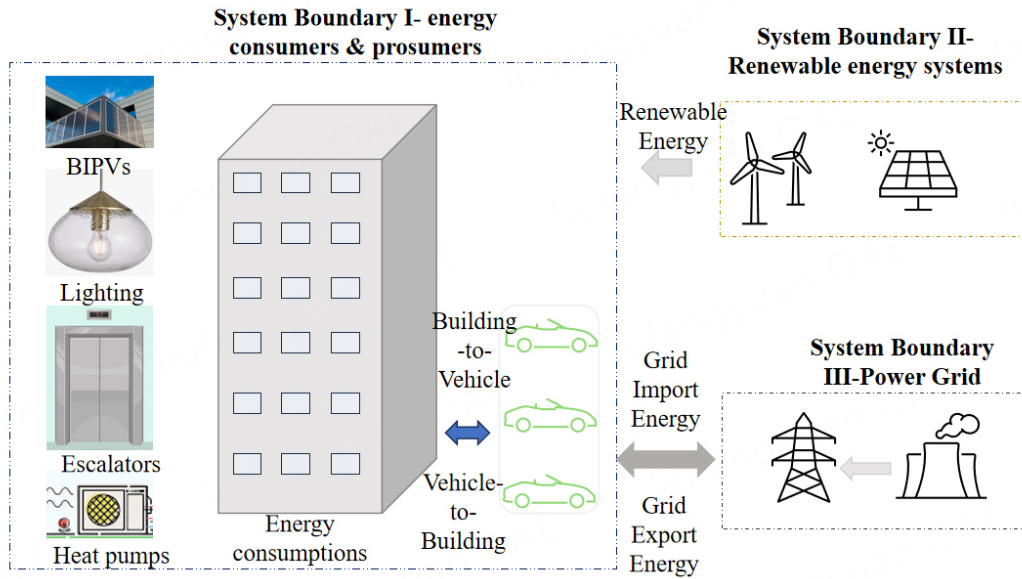 System Boundary I- energy
consumers & prosumers
System Boundary II-
Renewable energy systems
BIPVs
Lighting
Escalators
Heat pumps
Energy
consumptions
Building
-to-
Vehicle
Vehicle-
to-
Building
Renewable
Energy
Grid
Import
Energy
Grid
Export
Energy
System Boundary
III-Power Grid